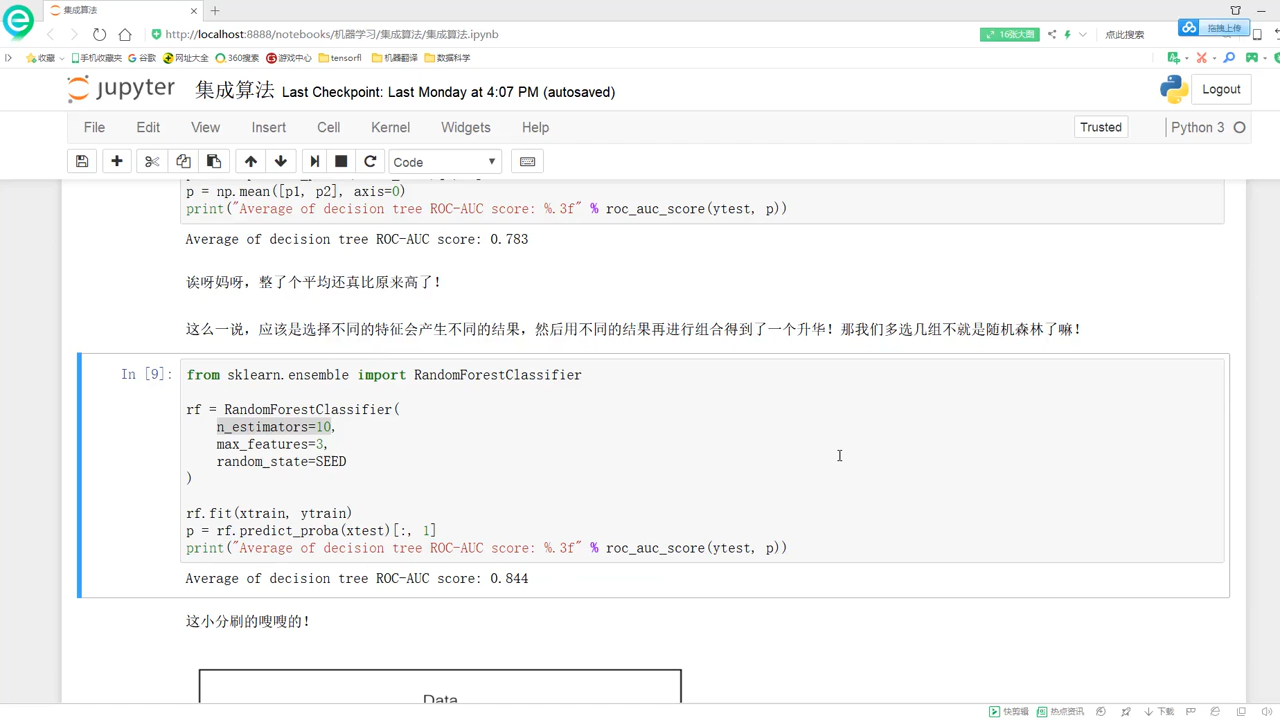 集成算法
http://localhost:8888/notebooks/机器学习/集成算法/集成算法.ipynb
16张大图
点此搜索
拖拽上传
收藏 手机收藏夹 谷歌 网址大全 360搜索 游戏中心 tensorfl 机器翻译 数据科学
jupyter 集成算法 Last Checkpoint: Last Monday at 4:07 PM (autosaved)
Logout
File Edit View Insert Cell Kernel Widgets Help
Trusted
Python 3
Code
p = np.mean([p1, p2], axis=0)
print("Average of decision tree ROC-AUC score: %.3f" % roc_auc_score(ytest, p))
Average of decision tree ROC-AUC score: 0.783
诶呀妈呀，整了个平均还真比原来高了！
这么一说，应该是选择不同的特征会产生不同的结果，然后用不同的结果再进行组合得到了一个升华！那我们多选几组不就是随机森林了嘛！
In [9]:
from sklearn.ensemble import RandomForestClassifier
rf = RandomForestClassifier(
n_estimators=10,
max_features=3,
random_state=SEED
)
rf.fit(xtrain, ytrain)
p = rf.predict_proba(xtest)[:, 1]
print("Average of decision tree ROC-AUC score: %.3f" % roc_auc_score(ytest, p))
Average of decision tree ROC-AUC score: 0.844
这小分刷的嗖嗖的！
Data
快剪辑 热点资讯 下载